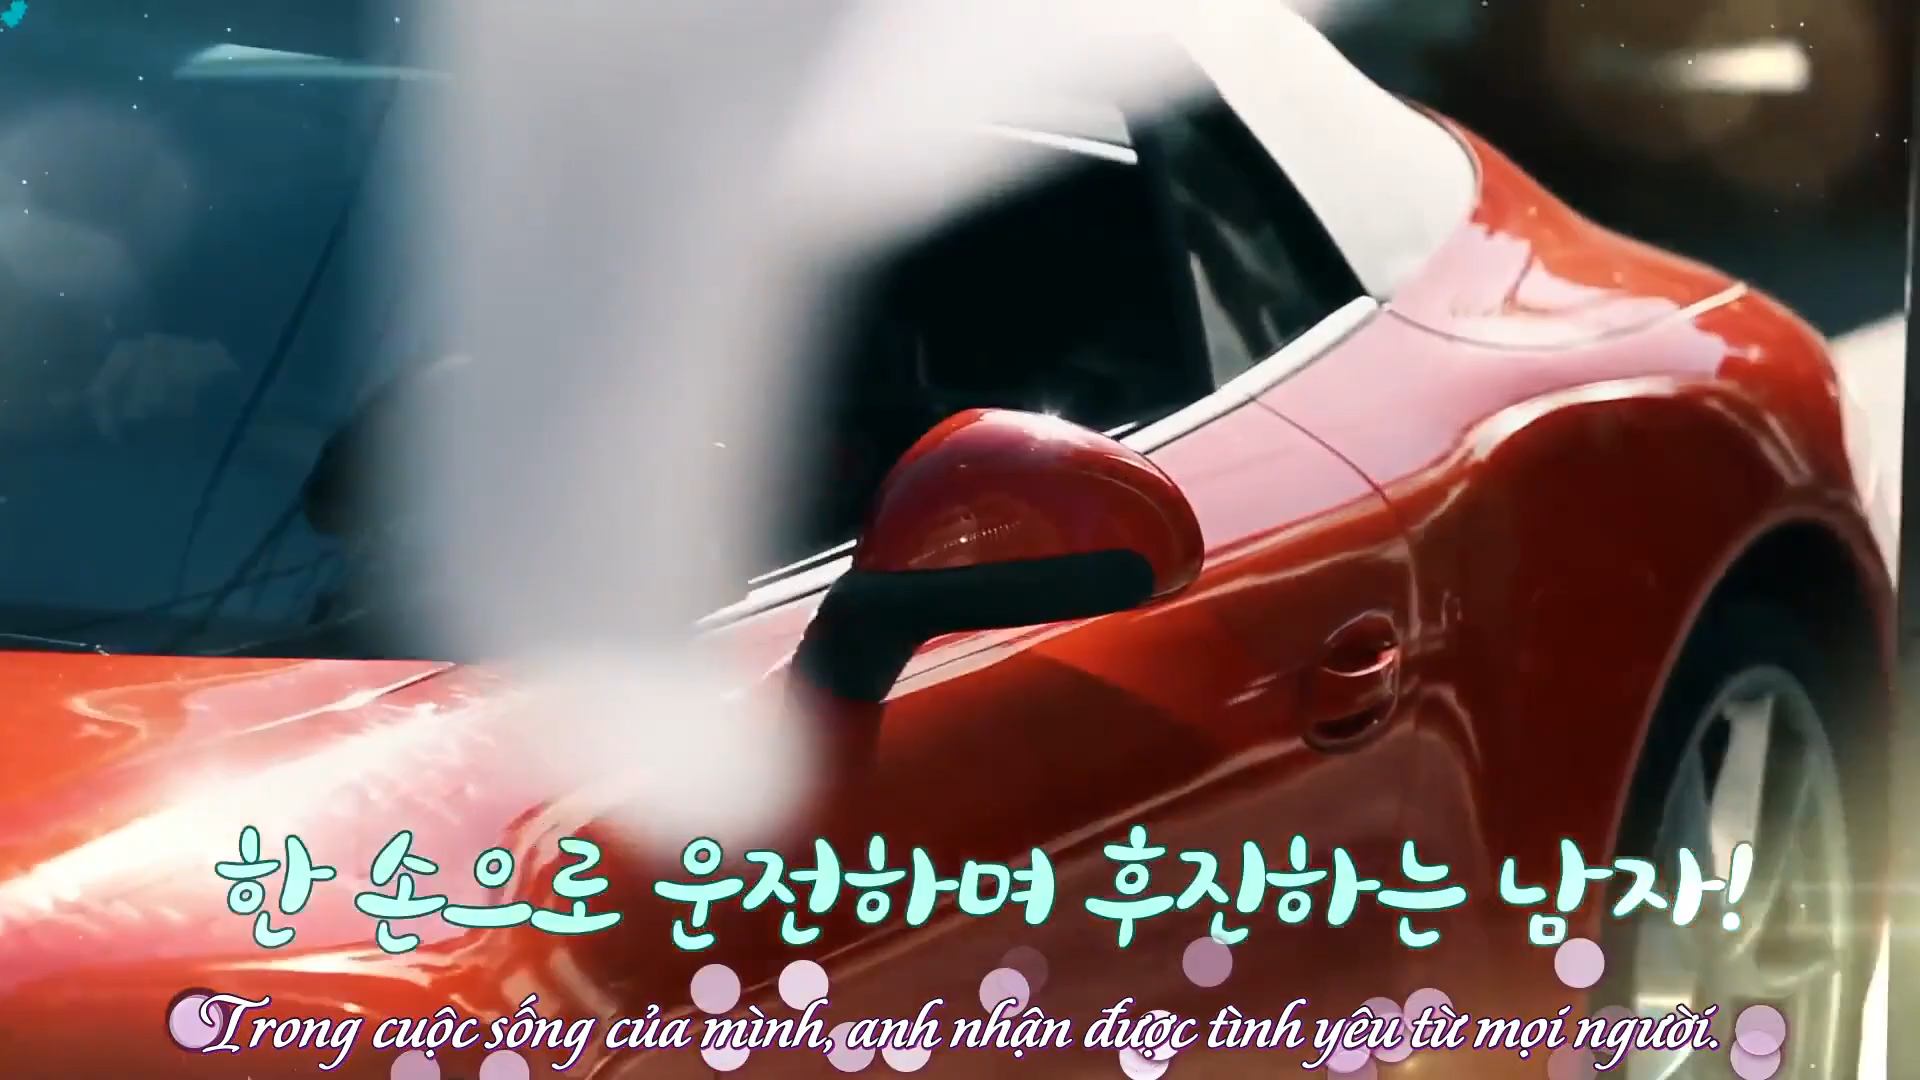 한 손으로 운전하며 후진하는 남자!
Trong cuộc sống của mình, anh nhận được tình yêu từ mọi người.